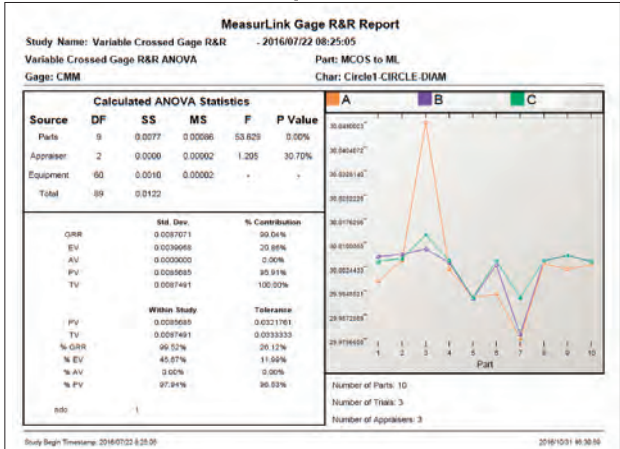 MeasurLink Gage R&R Report
Study Name: Variable Crossed Gage R&R - 2016/07/22 08:25:05
Variable Crossed Gage R&R ANOVA Part: MCOS to ML
Gage: CMM Char: Circle1-CIRCLE-DIAM
Calculated ANOVA Statistics
Source DF SS MS F P Value
Parts 9 0.0077 0.00086 53.829 0.00%
Appraiser 2 0.0000 0.00002 1.205 30.70%
Equipment 60 0.0010 0.00002 - -
Total 89 0.0122
Std. Dev. % Contribution
GRR 0.0087071 99.04%
EV 0.0039968 20.86%
AV 0.0000000 0.00%
PV 0.0085685 95.91%
TV 0.0087491 100.00%
Within Study Tolerance
PV 0.0085685 0.0321761
TV 0.0087491 0.0333333
% GRR 99.52% 26.12%
% EV 45.67% 11.99%
% AV 0.00% 0.00%
% PV 97.94% 96.53%
ndc 1
A B C
1 2 3 4 5 6 7 8 9 10
Part
Number of Parts: 10
Number of Trials: 3
Number of Appraisers: 3
Study Begin Timestamp: 2016/07/22 8:25:05